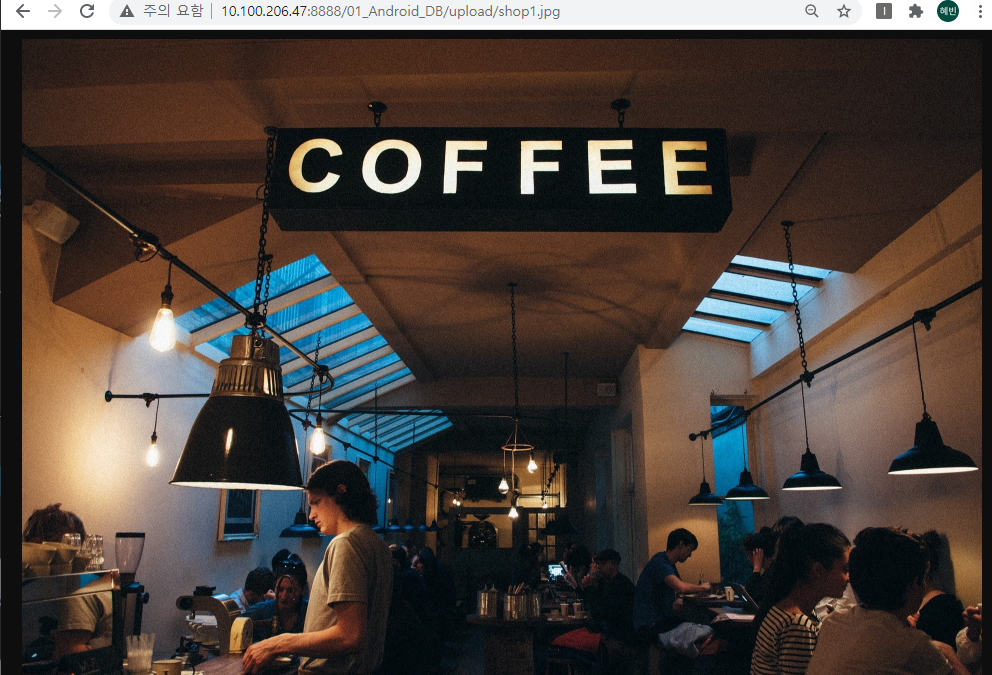 주의 요함 | 10.100.206.47:8888/01_Android_DB/upload/shop1.jpg
혜빈
COFFEE